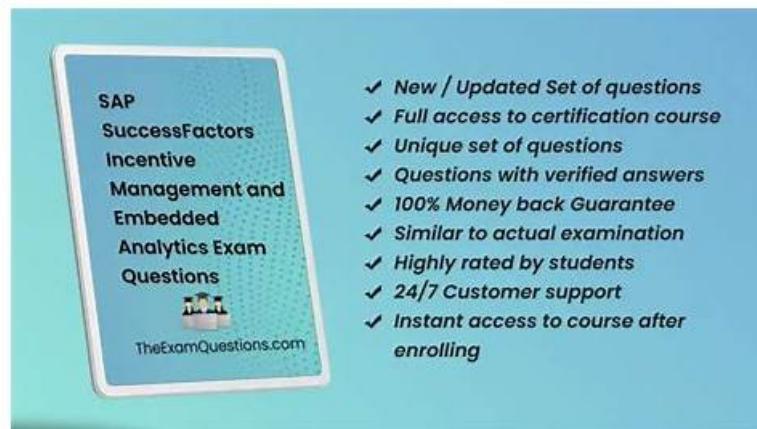 SAP
SuccessFactors
Incentive
Management and
Embedded
Analytics Exam
Questions
TheExamQuestions.com
New / Updated Set of questions
Full access to certification course
Unique set of questions
Questions with verified answers
100% Money back Guarantee
Similar to actual examination
Highly rated by students
24/7 Customer support
Instant access to course after
enrolling